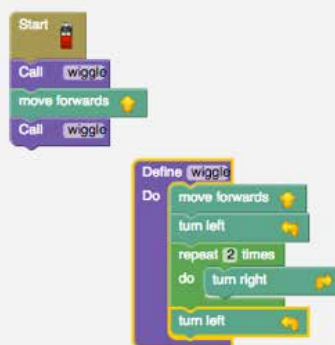 Start
Call wiggle
move forwards
Call wiggle
Define wiggle
Do move forwards
turn left
repeat 2 times
do turn right
turn left